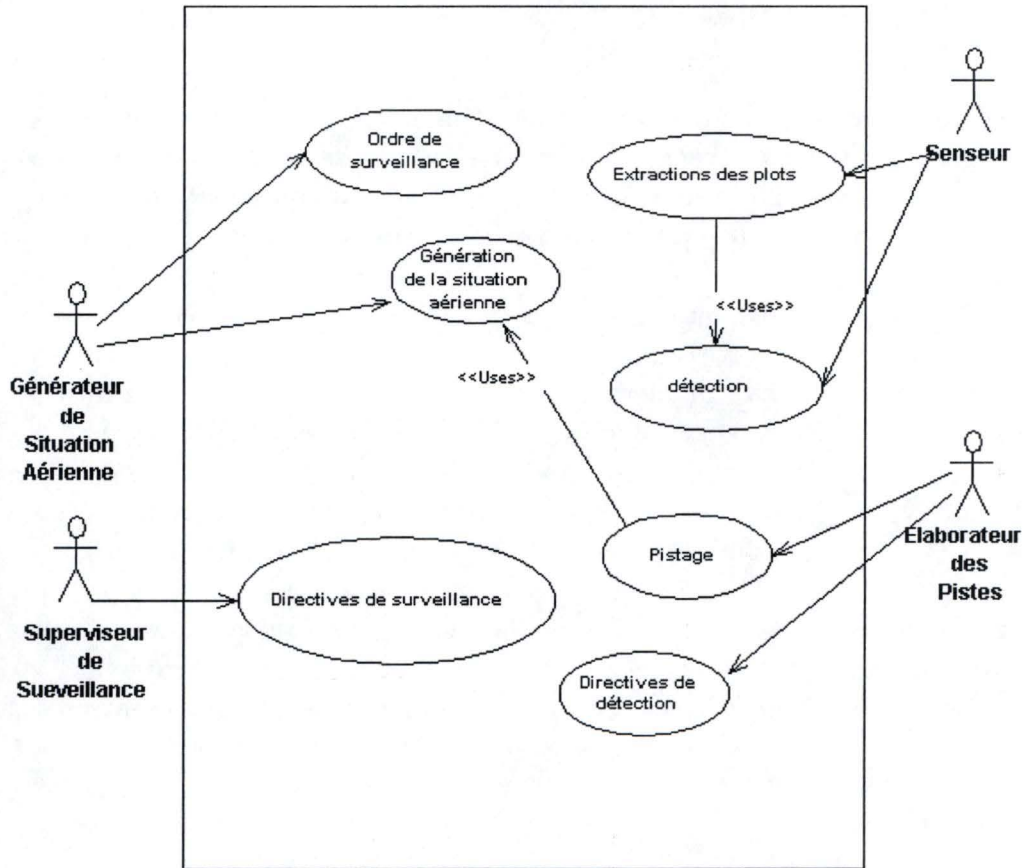 Ordre de
surveillance
Extractions des plots
Senseur
Génération
de la situation
aérienne
<<Uses>>
<<Uses>>
détection
Générateur
de
Situation
Aérienne
Pistage
Elaborateur
des
Pistes
Directives de surveillance
Superviseur
de
Sueveillance
Directives de
détection